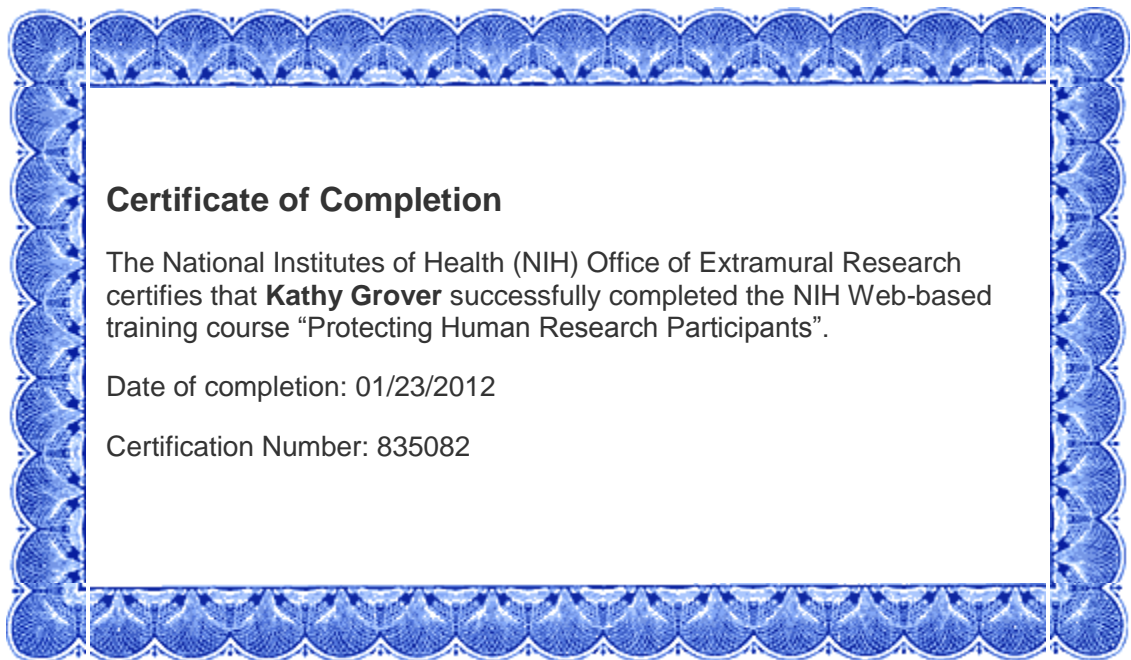 Certificate of Completion
The National Institutes of Health (NIH) Office of Extramural Research
certifies that Kathy Grover successfully completed the NIH Web-based
training course “Protecting Human Research Participants”.
Date of completion: 01/23/2012
Certification Number: 835082